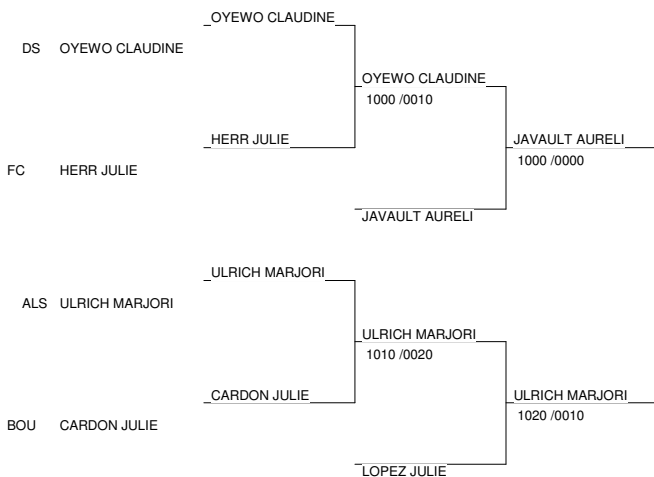 OYEWO CLAUDINE
DS OYEWO CLAUDINE
OYEWO CLAUDINE
1000 /0010
HERR JULIE
JAVAULT AURELI
1000 /0000
FC HERR JULIE
JAVAULT AURELI
ULRICH MARJORI
ALS ULRICH MARJORI
ULRICH MARJORI
1010 /0020
CARDON JULIE
ULRICH MARJORI
1020 /0010
BOU CARDON JULIE
LOPEZ JULIE